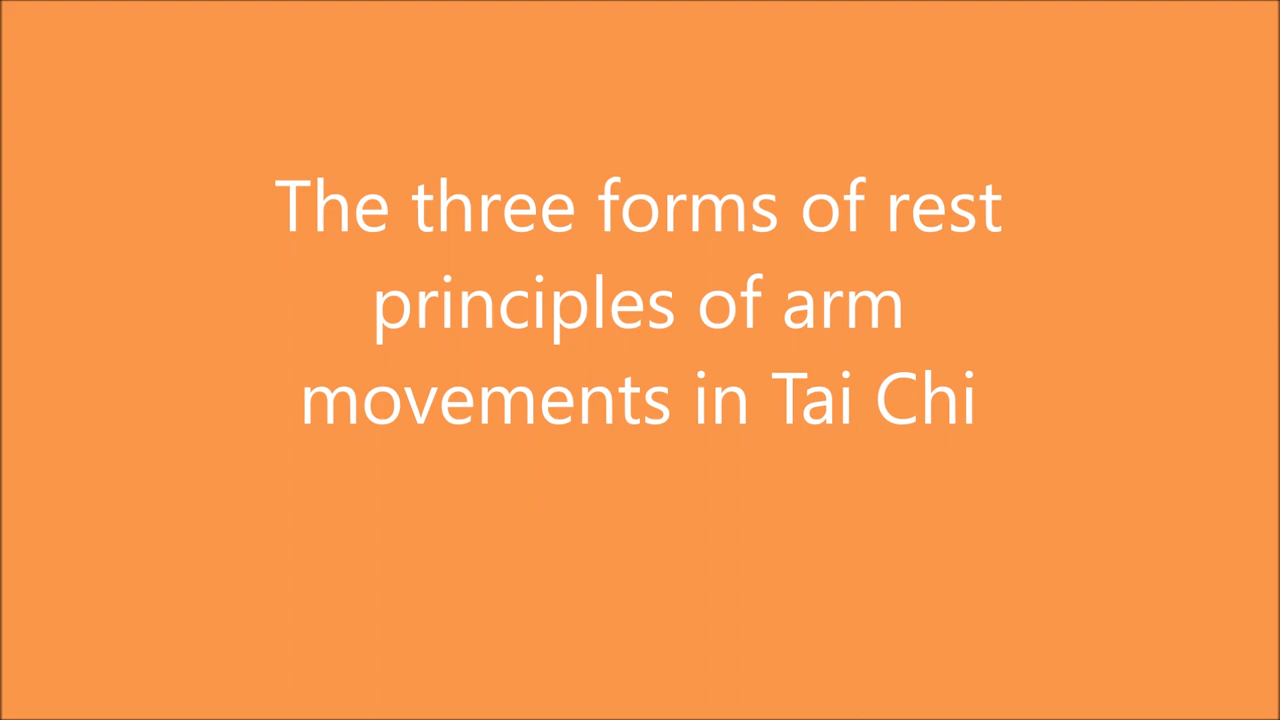 The three forms of rest
principles of arm
movements in Tai Chi